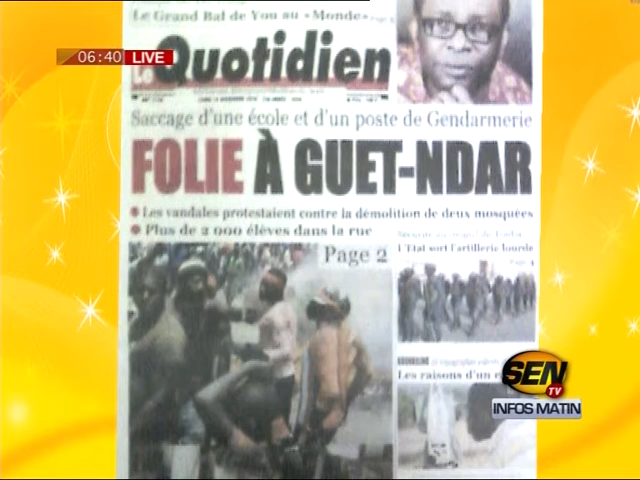 Le Grand Bal de You au «Monde»
06:40 LIVE
Le Quotidien
Saccage d'une école et d'un poste de Gendarmerie
FOLIE À GUET-NDAR
Les vandales protestaient contre la démolition de deux mosquées
Plus de 2 000 élèves dans la rue
Page 2
l'Etat sort l'artillerie lourde
Les raisons d'un
SEN TV
INFOS MATIN